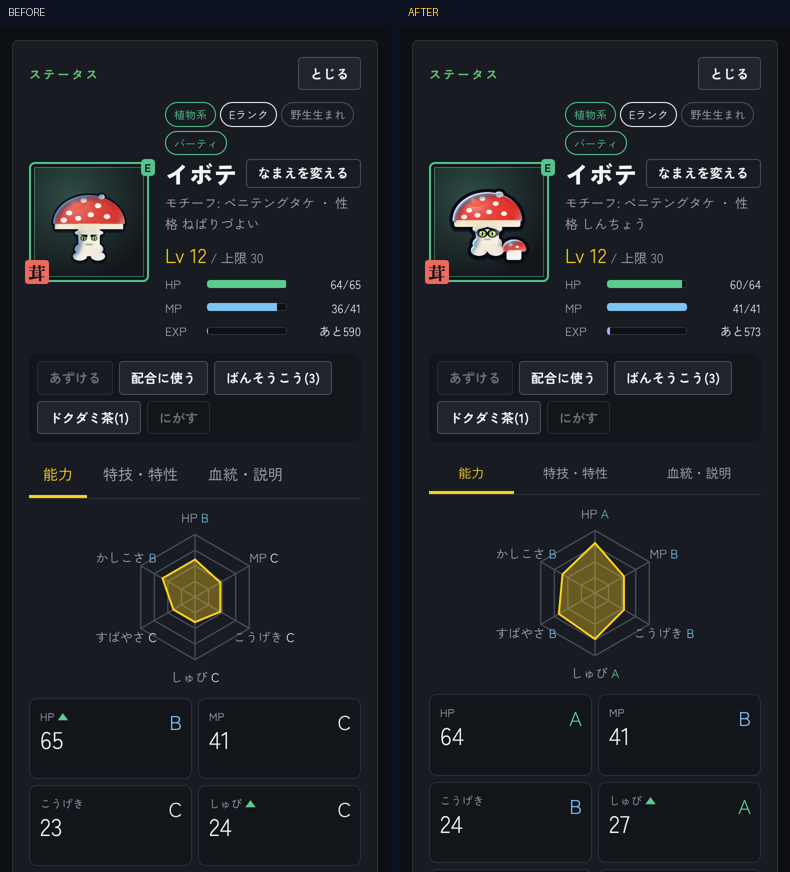 BEFORE
ステータス
とじる
植物系 Eランク 野生生まれ
パーティ
E
茸
イボテ なまえを変える
モチーフ: ベニテングタケ ・ 性
格 ねばりづよい
Lv 12 / 上限 30
HP 64/65
MP 36/41
EXP あと590
あずける 配合に使う ばんそうこう(3)
ドクダミ茶(1) にがす
能力 特技・特性 血統・説明
HP B
かしこさ B MP C
すばやさ C こうげき C
しゅび C
HP ▲ B
65
MP C
41
こうげき C
23
しゅび ▲ C
24
AFTER
ステータス
とじる
植物系 Eランク 野生生まれ
パーティ
E
茸
イボテ なまえを変える
モチーフ: ベニテングタケ ・ 性
格 しんちょう
Lv 12 / 上限 30
HP 60/64
MP 41/41
EXP あと573
あずける 配合に使う ばんそうこう(3)
ドクダミ茶(1) にがす
能力 特技・特性 血統・説明
HP A
かしこさ B MP B
すばやさ B こうげき B
しゅび A
HP A
64
MP B
41
こうげき B
24
しゅび ▲ A
27